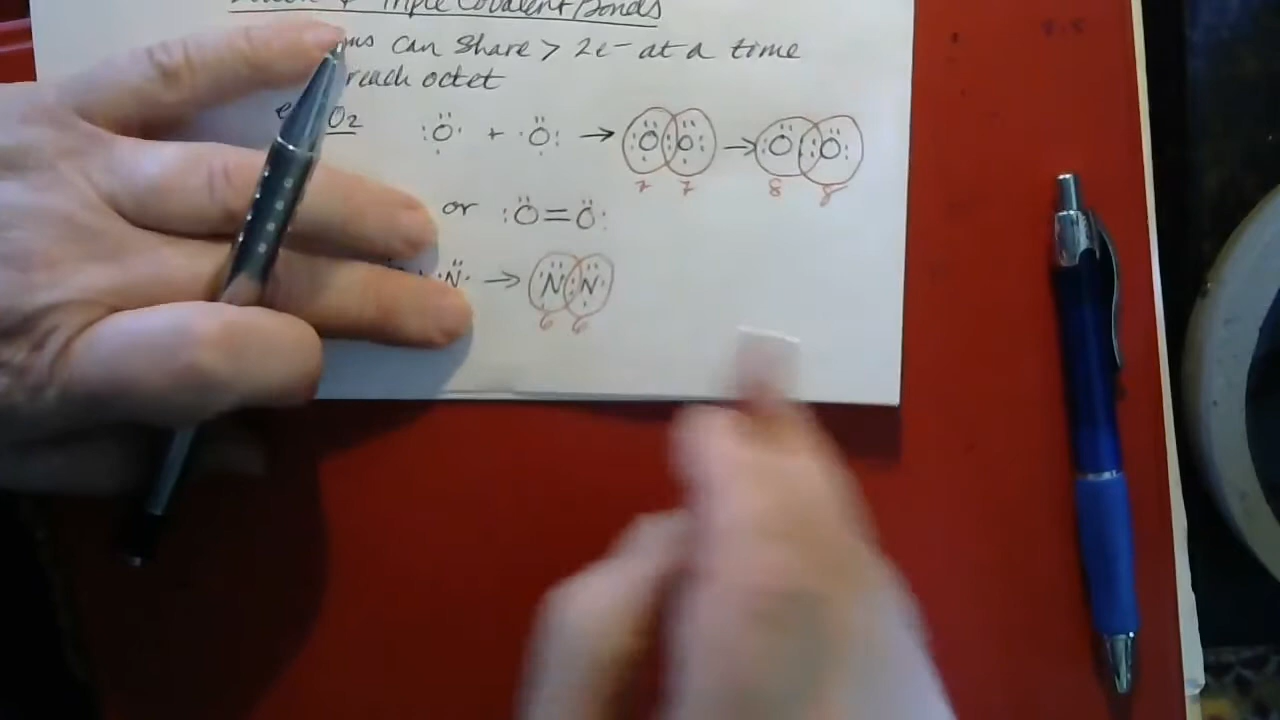 & Triple Covalent Bonds
can share > 2e- at a time
reach octet
O2
:Ö· + ·Ö: → :Ö:Ö: → :Ö::Ö:
7 7 8 8
or :Ö=Ö:
N̈· → N N
6 6